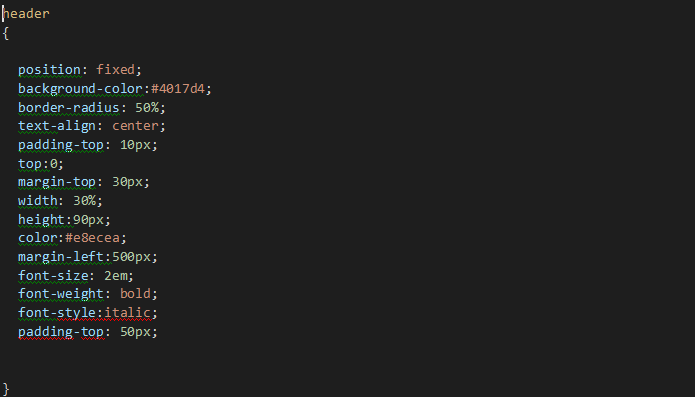 header
{
position: fixed;
background-color:#4017d4;
border-radius: 50%;
text-align: center;
padding-top: 10px;
top:0;
margin-top: 30px;
width: 30%;
height:90px;
color:#e8ecea;
margin-left:500px;
font-size: 2em;
font-weight: bold;
font-style:italic;
padding-top: 50px;
}